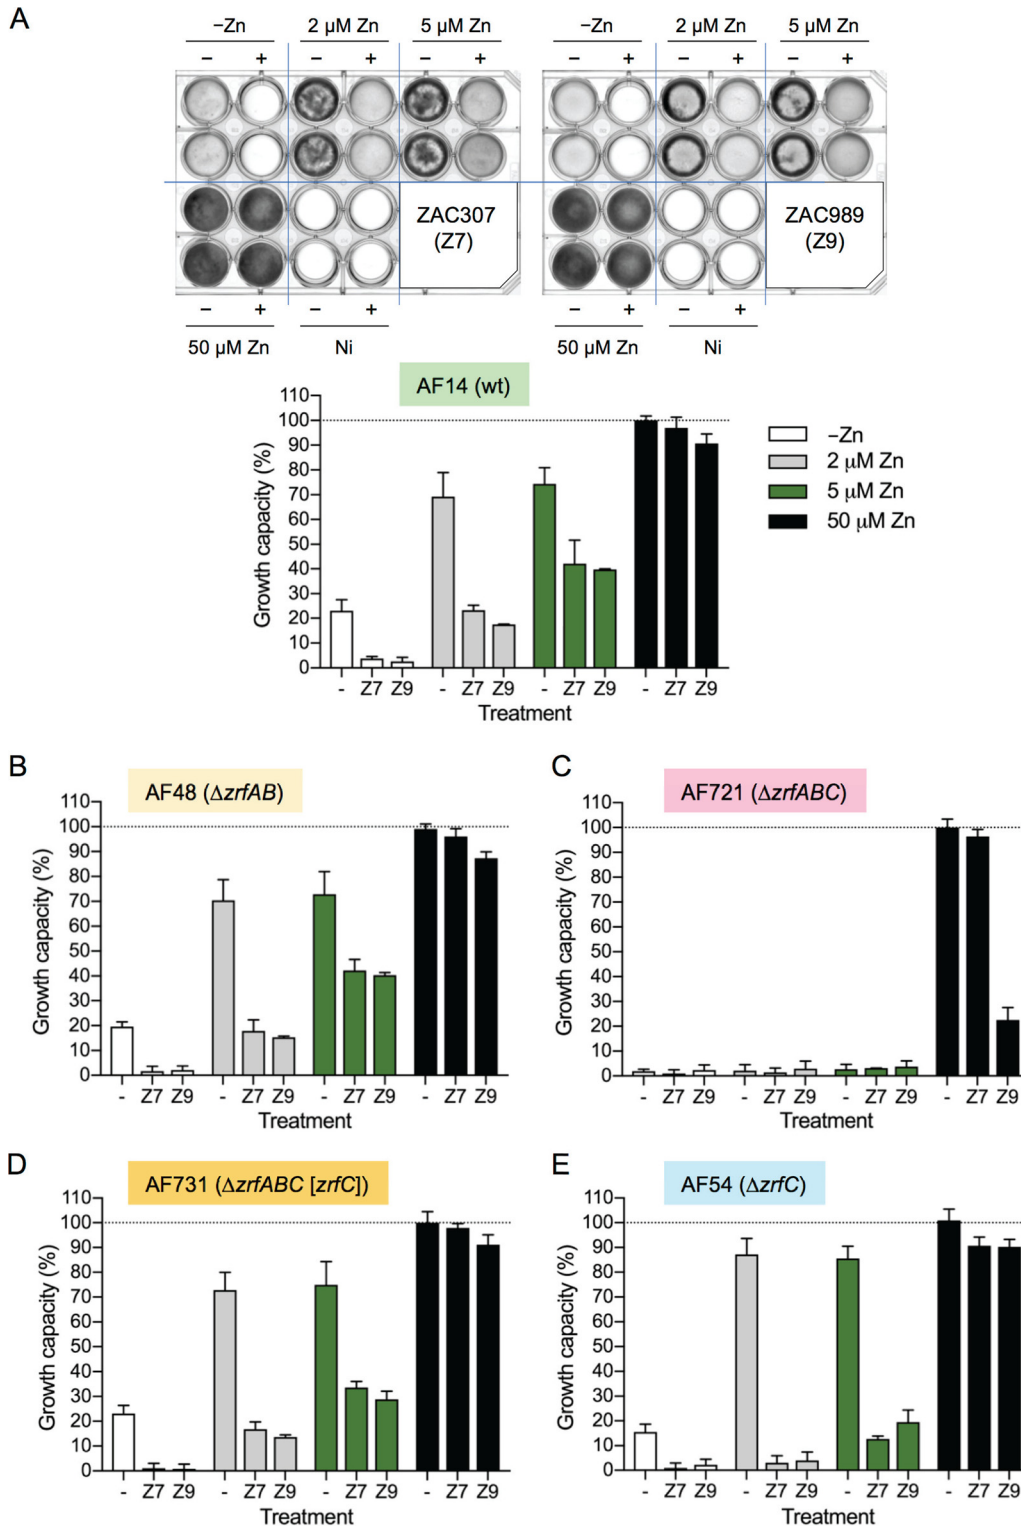 A
−Zn 2 µM Zn 5 µM Zn −Zn 2 µM Zn 5 µM Zn
− + − + − + − + − + − +
ZAC307
(Z7)
ZAC989
(Z9)
− + − + − + − +
50 µM Zn Ni 50 µM Zn Ni
AF14 (wt)
Growth capacity (%)
110
100
90
80
70
60
50
40
30
20
10
0
- Z7 Z9 - Z7 Z9 - Z7 Z9 - Z7 Z9
Treatment
−Zn
2 µM Zn
5 µM Zn
50 µM Zn
B
AF48 (ΔzrfAB)
Growth capacity (%)
110
100
90
80
70
60
50
40
30
20
10
0
- Z7 Z9 - Z7 Z9 - Z7 Z9 - Z7 Z9
Treatment
C
AF721 (ΔzrfABC)
Growth capacity (%)
110
100
90
80
70
60
50
40
30
20
10
0
- Z7 Z9 - Z7 Z9 - Z7 Z9 - Z7 Z9
Treatment
D
AF731 (ΔzrfABC [zrfC])
Growth capacity (%)
110
100
90
80
70
60
50
40
30
20
10
0
- Z7 Z9 - Z7 Z9 - Z7 Z9 - Z7 Z9
Treatment
E
AF54 (ΔzrfC)
Growth capacity (%)
110
100
90
80
70
60
50
40
30
20
10
0
- Z7 Z9 - Z7 Z9 - Z7 Z9 - Z7 Z9
Treatment